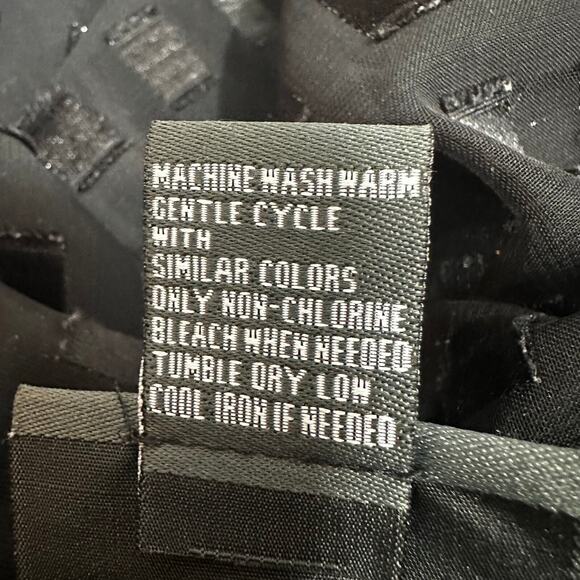 MACHINE WASH WARM
GENTLE CYCLE
WITH
SIMILAR COLORS
ONLY NON-CHLORINE
BLEACH WHEN NEEDED
TUMBLE DRY LOW
COOL IRON IF NEEDED